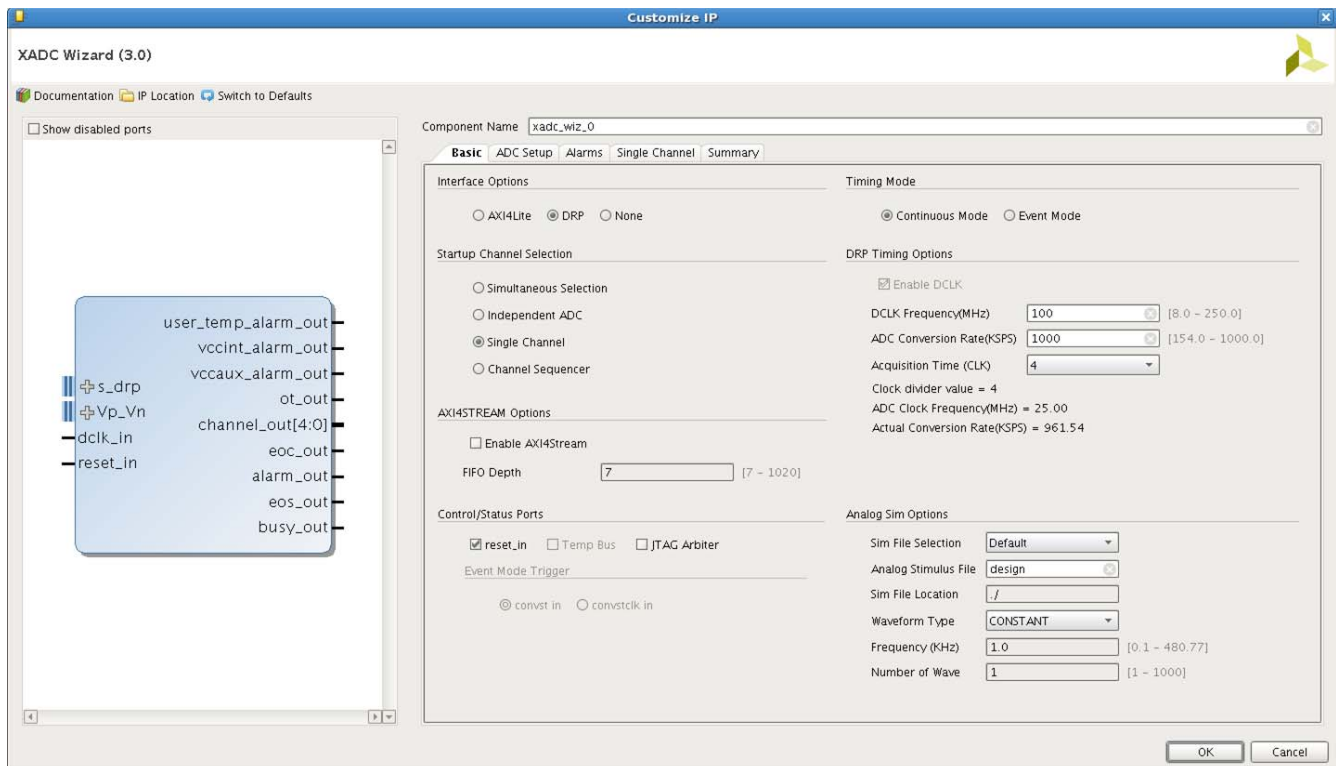 Customize IP
XADC Wizard (3.0)
Documentation IP Location Switch to Defaults
Show disabled ports
user_temp_alarm_out
vccint_alarm_out
vccaux_alarm_out
ot_out
channel_out[4:0]
eoc_out
alarm_out
eos_out
busy_out
s_drp
Vp_Vn
dclk_in
reset_in
Component Name xadc_wiz_0
Basic ADC Setup Alarms Single Channel Summary
Interface Options
AXI4Lite DRP None
Startup Channel Selection
Simultaneous Selection
Independent ADC
Single Channel
Channel Sequencer
AXI4STREAM Options
Enable AXI4Stream
FIFO Depth 7 [7 - 1020]
Control/Status Ports
reset_in Temp Bus JTAG Arbiter
Event Mode Trigger
convst in convstclk in
Timing Mode
Continuous Mode Event Mode
DRP Timing Options
Enable DCLK
DCLK Frequency(MHz) 100 [8.0 - 250.0]
ADC Conversion Rate(KSPS) 1000 [154.0 - 1000.0]
Acquisition Time (CLK) 4
Clock divider value = 4
ADC Clock Frequency(MHz) = 25.00
Actual Conversion Rate(KSPS) = 961.54
Analog Sim Options
Sim File Selection Default
Analog Stimulus File design
Sim File Location ./
Waveform Type CONSTANT
Frequency (KHz) 1.0 [0.1 - 480.77]
Number of Wave 1 [1 - 1000]
OK Cancel